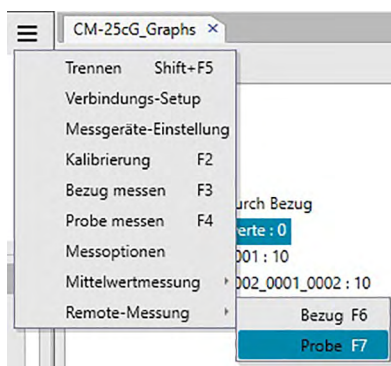 CM-25cG_Graphs ×
Trennen Shift+F5
Verbindungs-Setup
Messgeräte-Einstellung
Kalibrierung F2
Bezug messen F3
urch Bezug
Probe messen F4
erte : 0
Messoptionen
001 : 10
Mittelwertmessung
002_0001_0002 : 10
Remote-Messung
Bezug F6
Probe F7